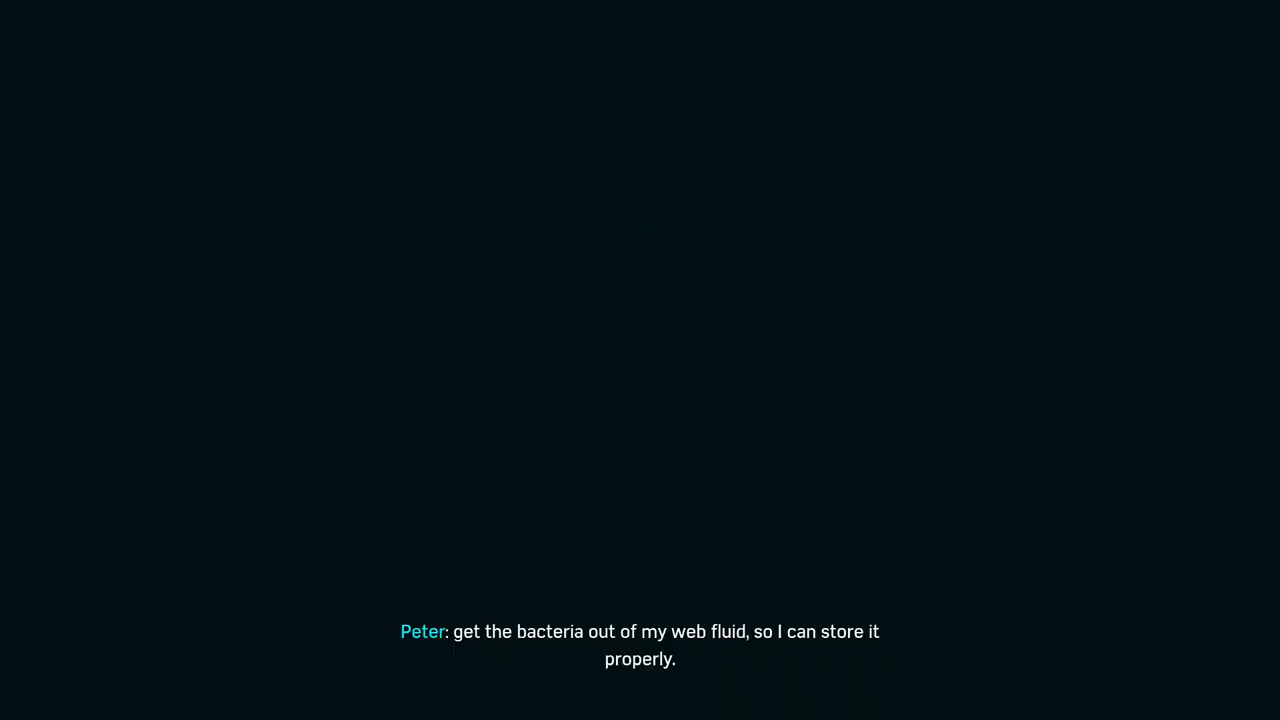 Peter: get the bacteria out of my web fluid, so I can store it
properly.